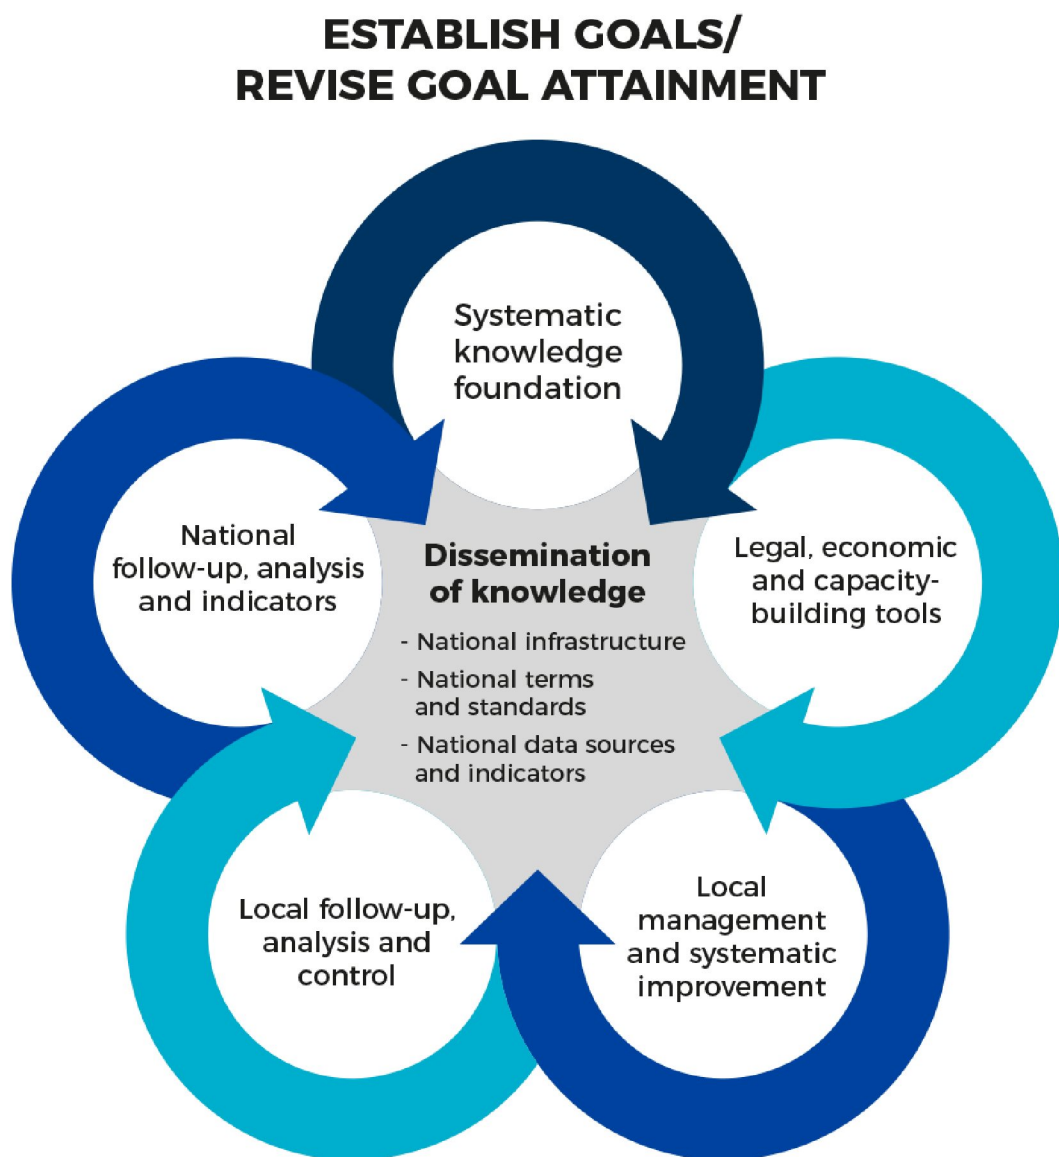 ESTABLISH GOALS/
REVISE GOAL ATTAINMENT
Systematic
knowledge
foundation
National
follow-up, analysis
and indicators
Dissemination
of knowledge
- National infrastructure
- National terms
and standards
- National data sources
and indicators
Legal, economic
and capacity-
building tools
Local follow-up,
analysis and
control
Local
management
and systematic
improvement